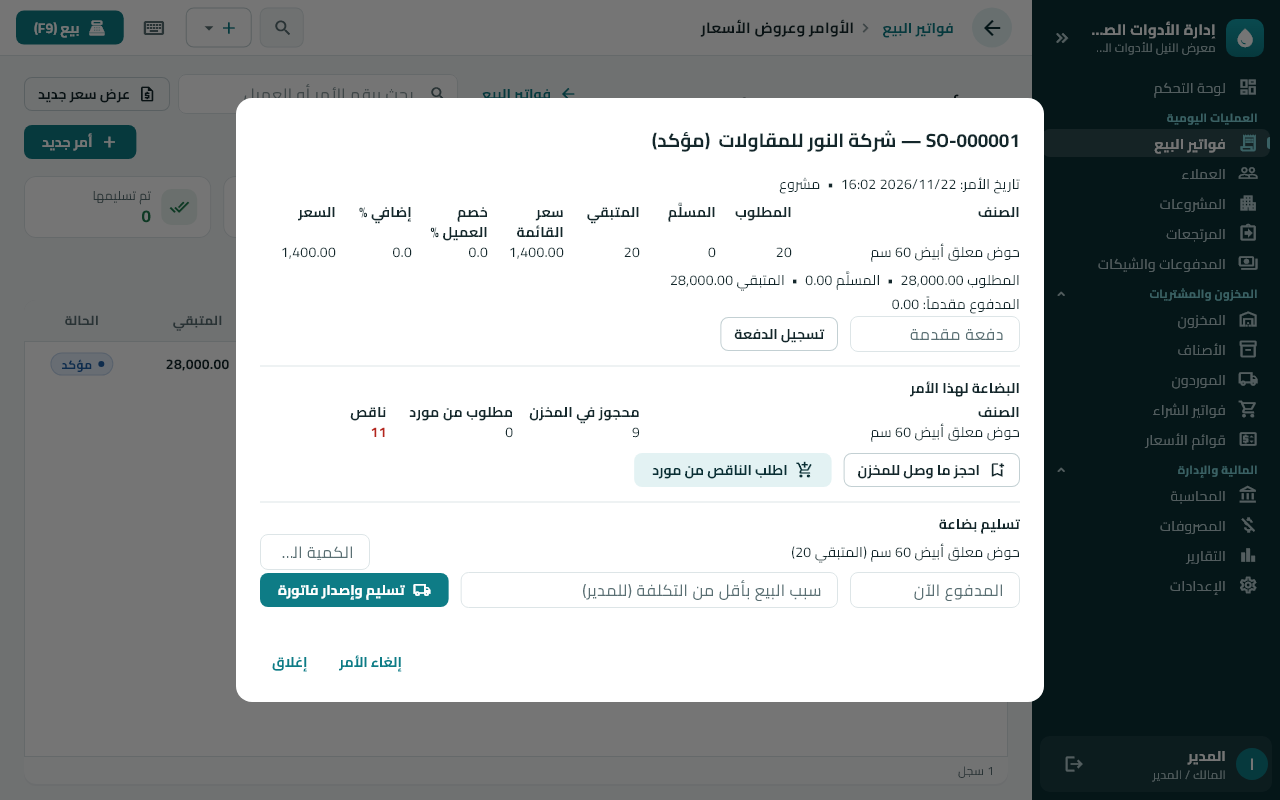 إدارة الأدوات الصـ...
معرض النيل للأدوات الـ...
لوحة التحكم
العمليات اليومية
فواتير البيع
العملاء
المشروعات
المرتجعات
المدفوعات والشيكات
المخزون والمشتريات
المخزون
الأصناف
الموردون
فواتير الشراء
قوائم الأسعار
المالية والإدارة
المحاسبة
المصروفات
التقارير
الإعدادات
المدير
المالك / المدير
فواتير البيع
الأوامر وعروض الأسعار
بيع (F9)
فواتير البيع
عرض سعر جديد
أمر جديد
تم تسليمها
0
المتبقي الحالة
28,000.00 مؤكد
1 سجل
SO-000001 — شركة النور للمقاولات (مؤكد)
تاريخ الأمر: 2026/11/22 16:02 • مشروع
الصنف المطلوب المسلَّم المتبقي سعر القائمة خصم العميل % إضافي % السعر
حوض معلق أبيض 60 سم 20 0 20 1,400.00 0.0 0.0 1,400.00
المطلوب 28,000.00 • المسلَّم 0.00 • المتبقي 28,000.00
المدفوع مقدماً: 0.00
دفعة مقدمة تسجيل الدفعة
البضاعة لهذا الأمر
الصنف محجوز في المخزن مطلوب من مورد ناقص
حوض معلق أبيض 60 سم 9 0 11
احجز ما وصل للمخزن اطلب الناقص من مورد
تسليم بضاعة
حوض معلق أبيض 60 سم (المتبقي 20) الكمية الـ...
المدفوع الآن سبب البيع بأقل من التكلفة (للمدير) تسليم وإصدار فاتورة
إلغاء الأمر إغلاق